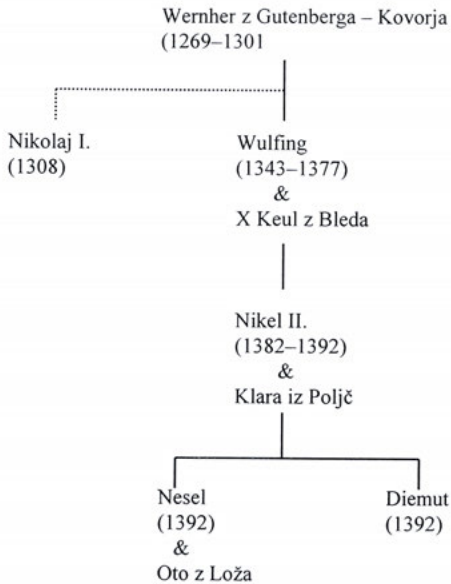 Wernher z Gutenberga – Kovorja
(1269–1301
Nikolaj I.
(1308)
Wulfing
(1343–1377)
&
X Keul z Bleda
Nikel II.
(1382–1392)
&
Klara iz Poljč
Nesel
(1392)
&
Oto z Loža
Diemut
(1392)